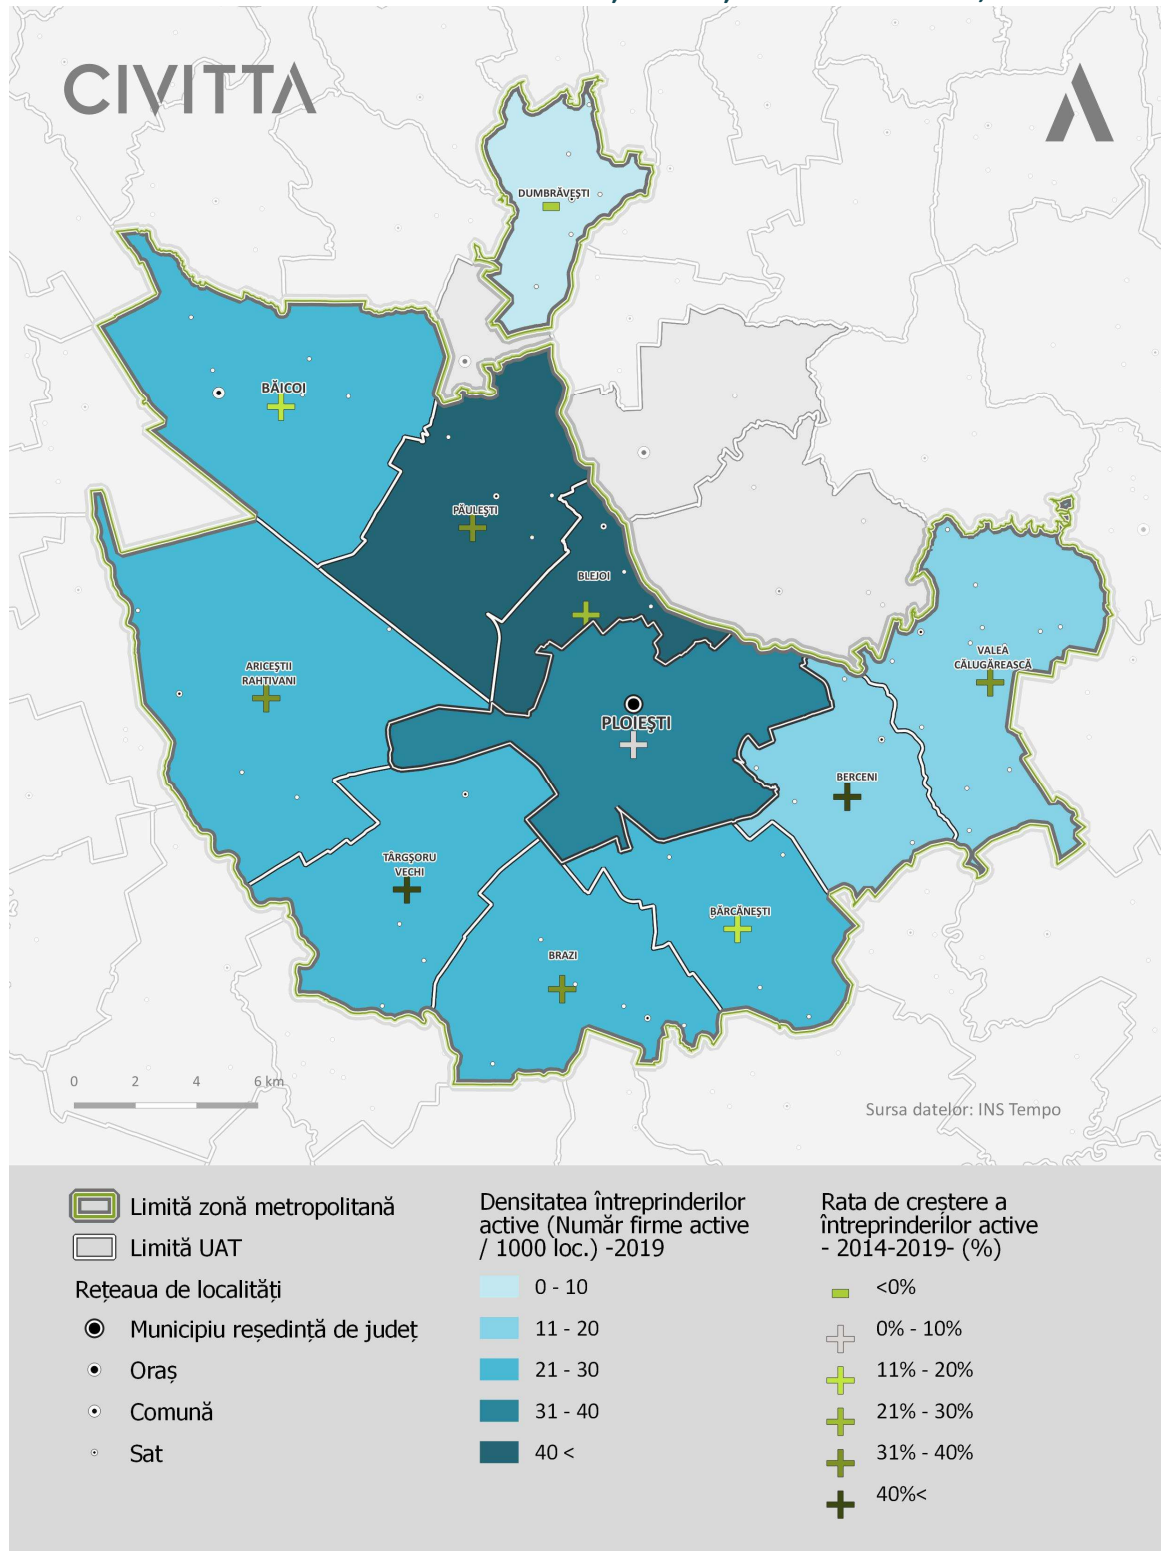 CIVITTA
DUMBRĂVEȘTI
BĂICOI
PĂULEȘTI
BLEJOI
ARICEȘTII
RAHTIVANI
VALEA
CĂLUGĂREASCĂ
PLOIEȘTI
BERCENI
TÂRGȘORU
VECHI
BĂRCĂNEȘTI
BRAZI
0 2 4 6 km
Sursa datelor: INS Tempo
Limită zonă metropolitană
Limită UAT
Rețeaua de localități
Municipiu reședință de județ
Oraș
Comună
Sat
Densitatea întreprinderilor
active (Număr firme active
/ 1000 loc.) -2019
0 - 10
11 - 20
21 - 30
31 - 40
40 <
Rata de creștere a
întreprinderilor active
- 2014-2019- (%)
<0%
0% - 10%
11% - 20%
21% - 30%
31% - 40%
40%<